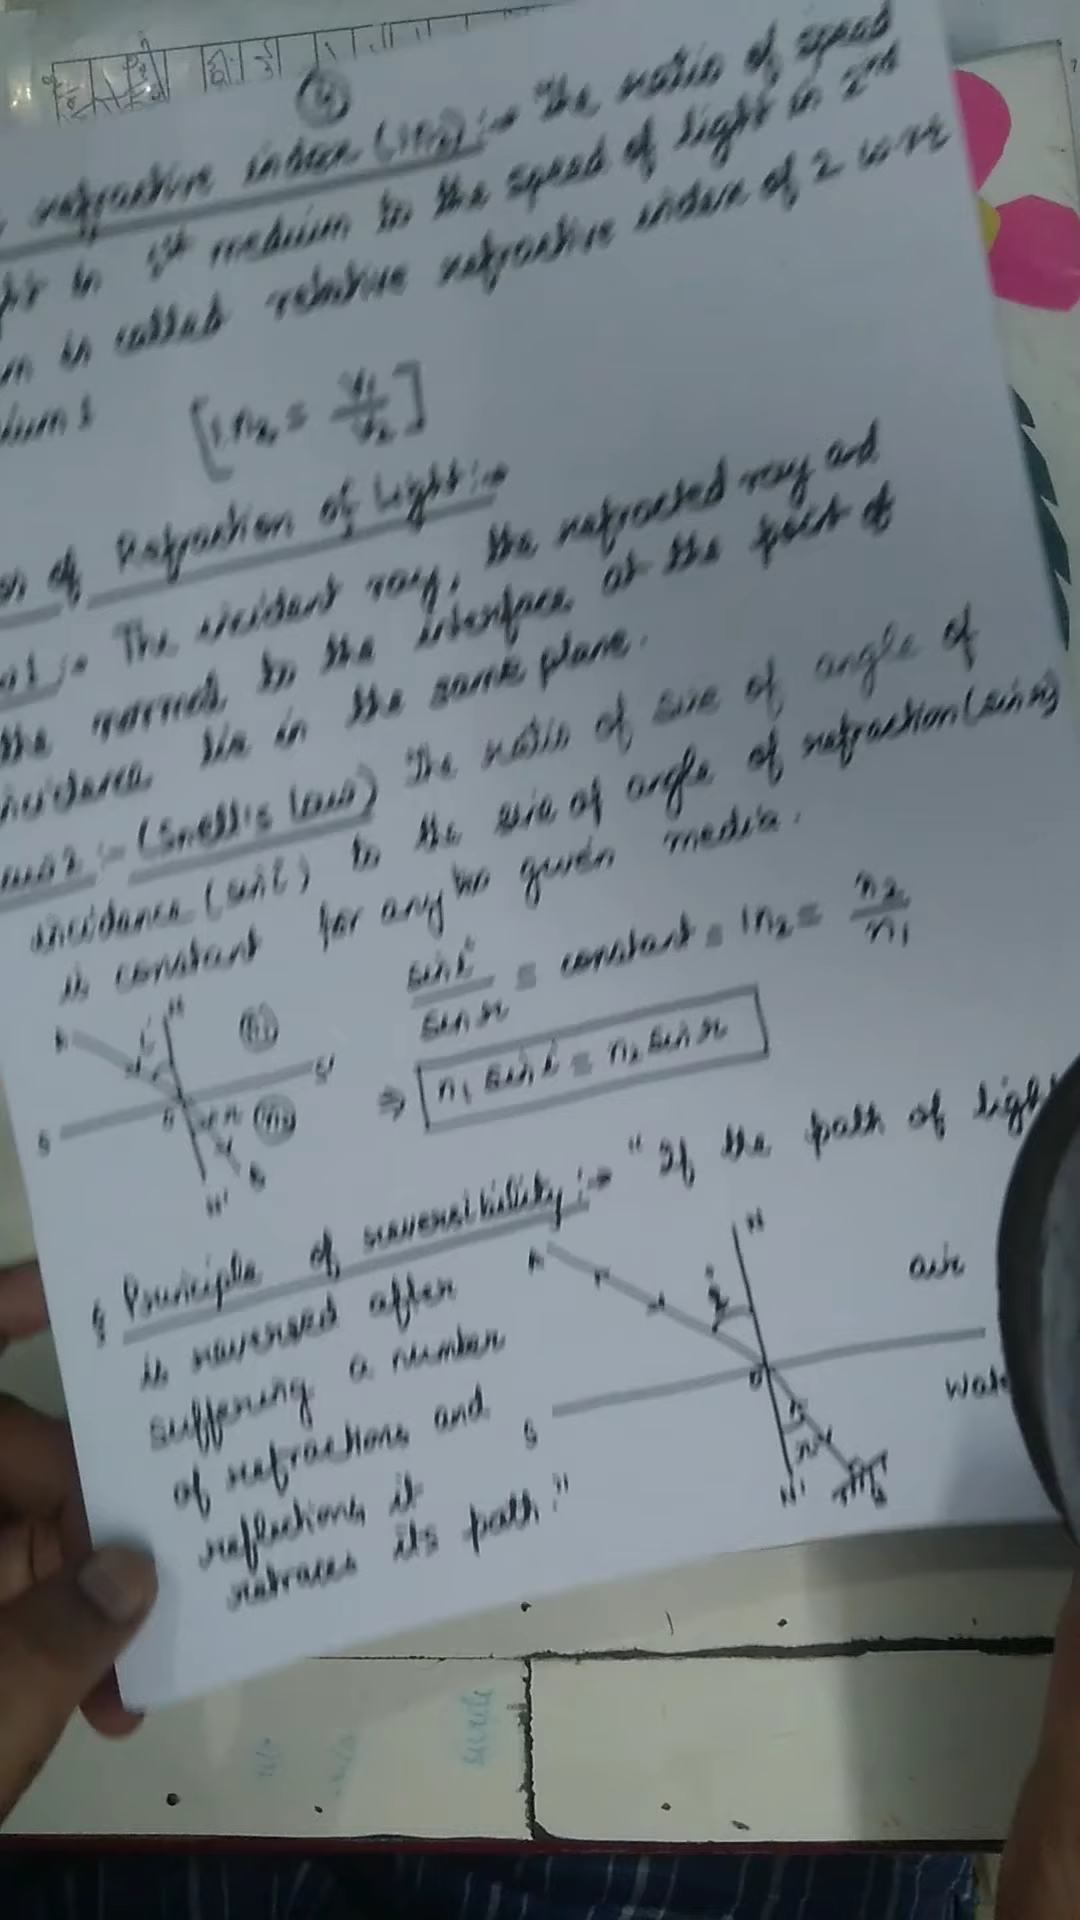 3
refractive index (1n2) :→ The ratio of speed
in 1st medium to the speed of light in 2nd
is called relative refractive index of 2 w.r.t
[1n2 = v1/v2]
of Refraction of Light :→
The incident ray, the refracted ray and
the normal to the interface at the point of
incidence lie in the same plane.
(Snell's law) The ratio of sine of angle of
incidence (sin i) to the sine of angle of refraction (sin r)
is constant for any two given media.
sin i / sin r = constant = 1n2 = n2/n1
⇒ n1 sin i = n2 sin r
A N i n1
S O S'
r n2
N' B
§ Principle of reversibility :→ "If the path of light
is reversed after
suffering a number
of refractions and
reflections, it
retraces its path."
A N i air
S O
r
N' B